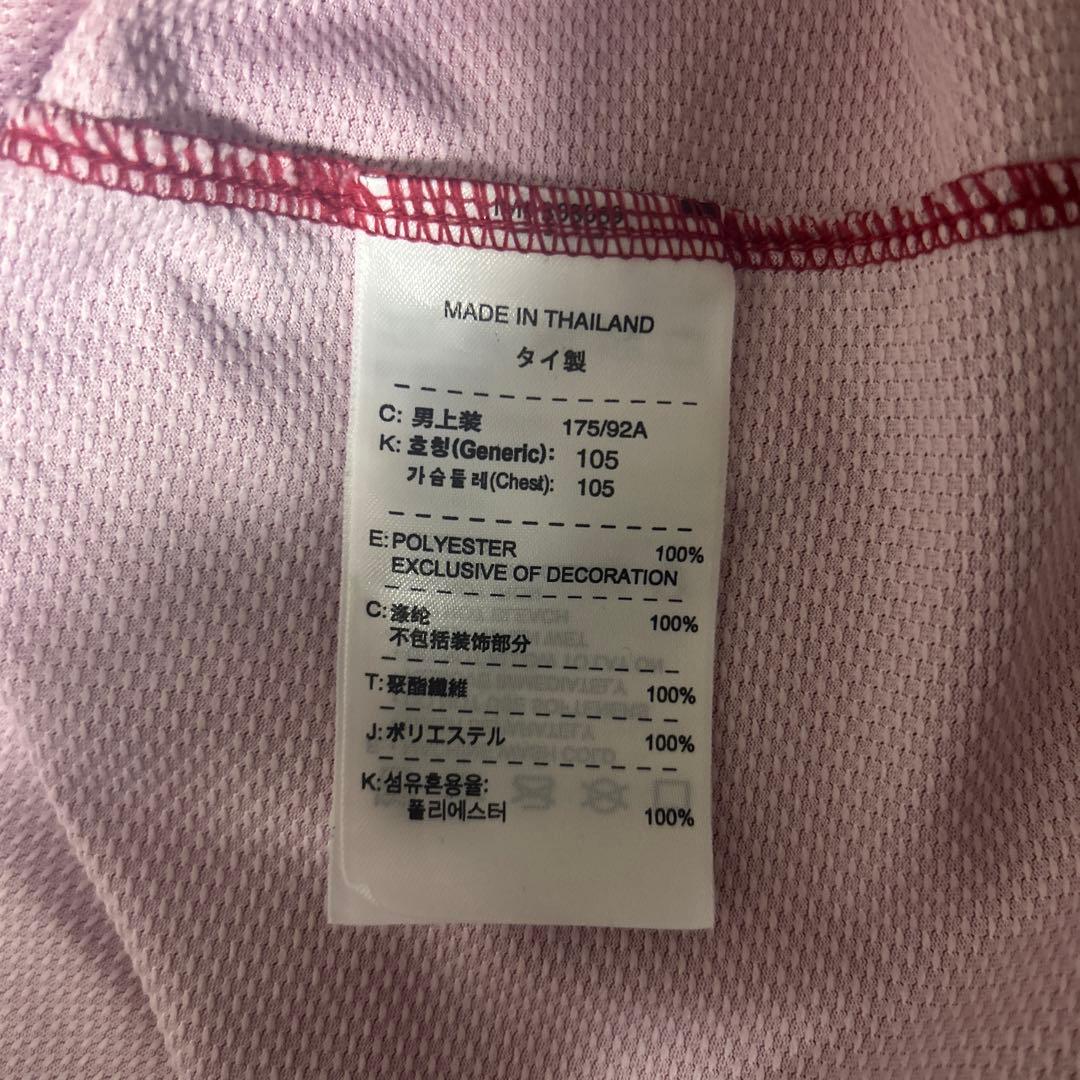 MADE IN THAILAND
タイ製
C: 男上装 175/92A
K: 호칭(Generic): 105
가슴둘레(Chest): 105
E: POLYESTER 100%
EXCLUSIVE OF DECORATION
C: 涤纶 100%
不包括装饰部分
T: 聚酯纖維 100%
J: ポリエステル 100%
K: 섬유혼용율:
폴리에스터 100%